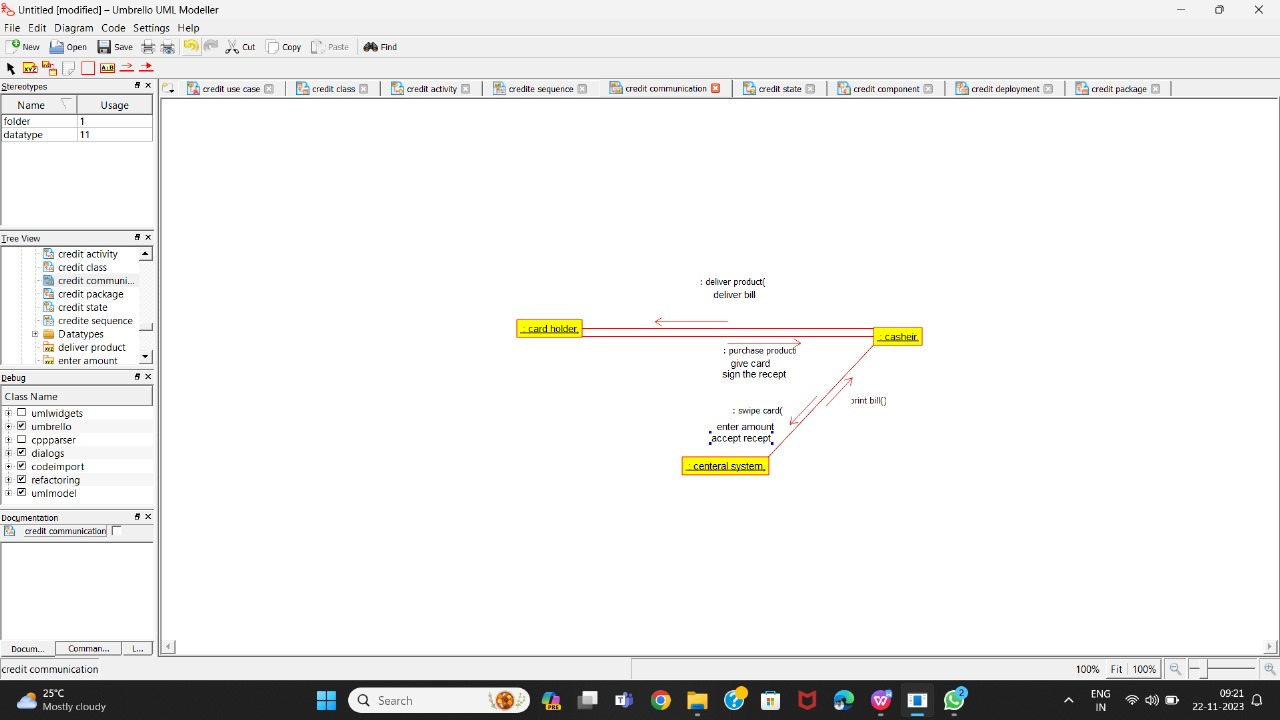 Untitled [modified] – Umbrello UML Modeller
File Edit Diagram Code Settings Help
New Open Save Cut Copy Paste Find
Stereotypes
Name Usage
folder 1
datatype 11
credit use case credit class credit activity credite sequence credit communication credit state credit component credit deployment credit package
Tree View
credit activity
credit class
credit communi...
credit package
credit state
credite sequence
Datatypes
deliver product
enter amount
Debug
Class Name
umlwidgets
umbrello
cppparser
dialogs
codeimport
refactoring
umlmodel
Documentation
credit communication
Docum... Comman... L...
: deliver product(
deliver bill
: card holder
: casheir
: purchase product(
give card
sign the recept
print bill()
: swipe card(
enter amount
accept recept
: centeral system
credit communication
100% Fit 100%
25°C
Mostly cloudy
Search
PRE
2
ENG
IN
09:21
22-11-2023